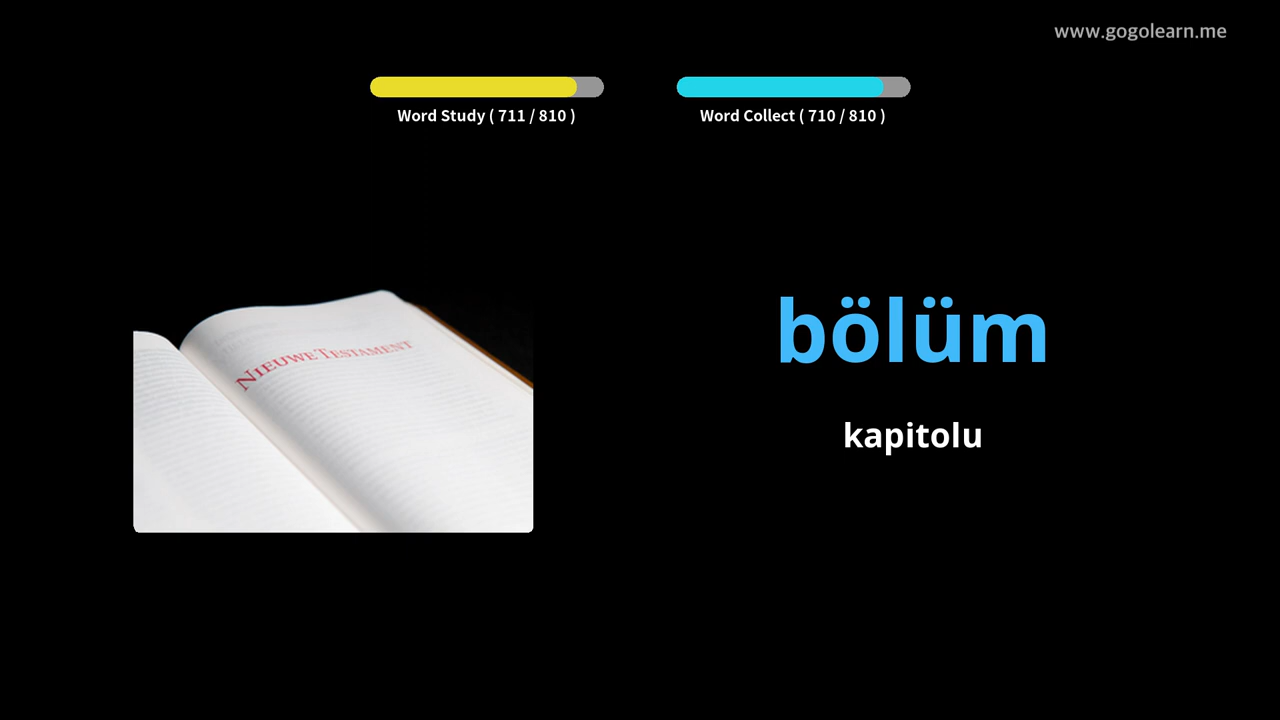 www.gogolearn.me
Word Study ( 711 / 810 )
Word Collect ( 710 / 810 )
NIEUWE TESTAMENT
bölüm
kapitolu